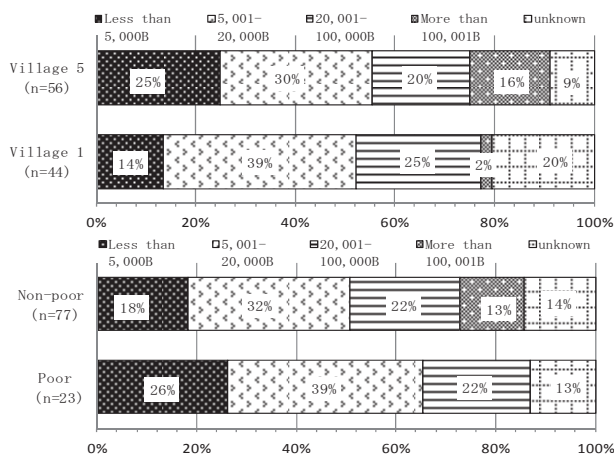 Less than 5,001- 20,001- More than unknown
5,000B 20,000B 100,000B 100,001B
Village 5
(n=56)
25% 30% 20% 16% 9%
Village 1
(n=44)
14% 39% 25% 2% 20%
0% 20% 40% 60% 80% 100%
Less than 5,001- 20,001- More than unknown
5,000B 20,000B 100,000B 100,001B
Non-poor
(n=77)
18% 32% 22% 13% 14%
Poor
(n=23)
26% 39% 22% 13%
0% 20% 40% 60% 80% 100%